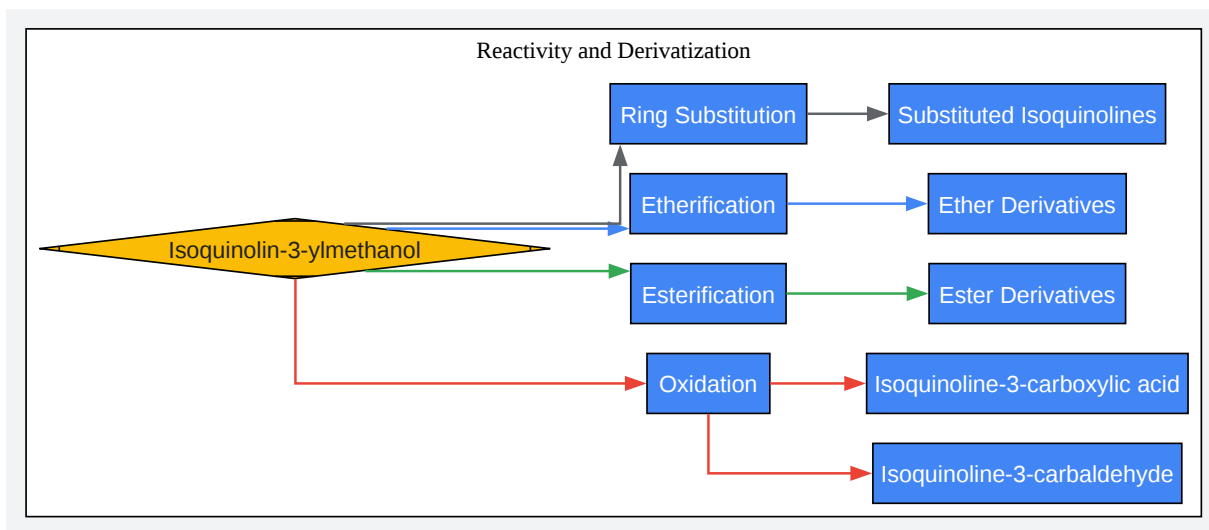 Reactivity and Derivatization
Ring Substitution
Substituted Isoquinolines
Etherification
Ether Derivatives
Isoquinolin-3-ylmethanol
Esterification
Ester Derivatives
Oxidation
Isoquinoline-3-carboxylic acid
Isoquinoline-3-carbaldehyde